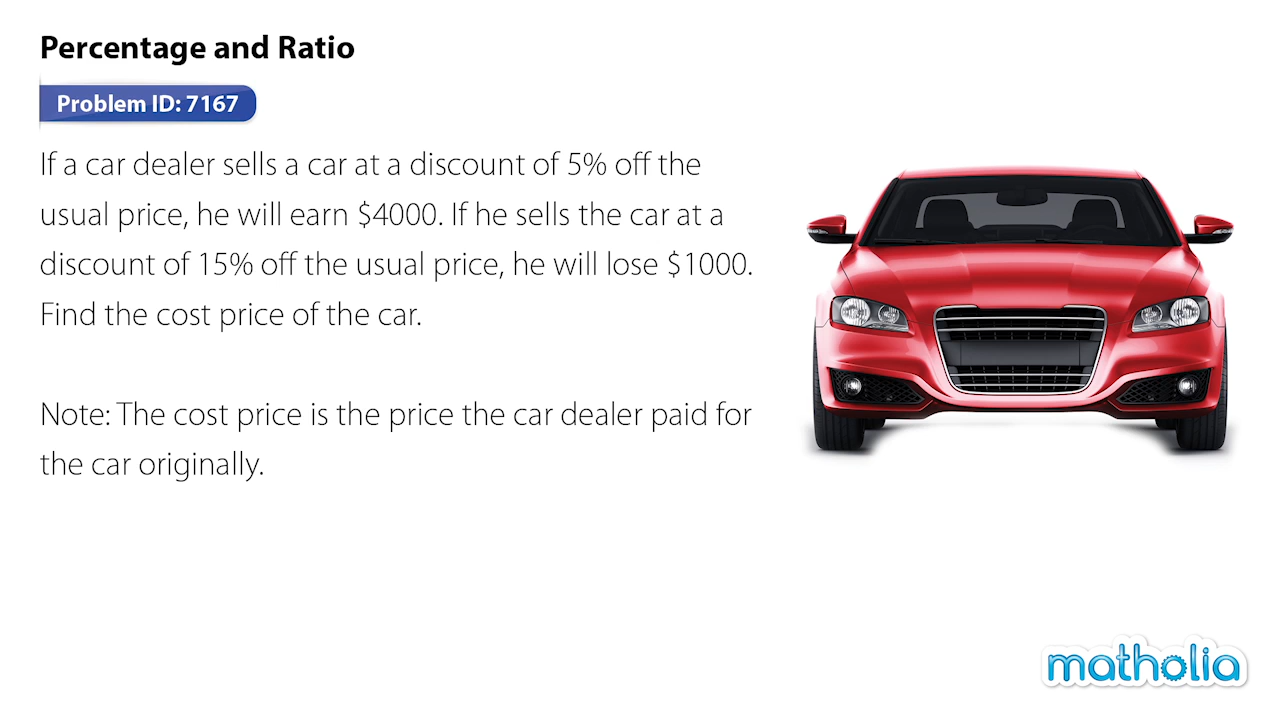 Percentage and Ratio
Problem ID: 7167
If a car dealer sells a car at a discount of 5% off the
usual price, he will earn $4000. If he sells the car at a
discount of 15% off the usual price, he will lose $1000.
Find the cost price of the car.
Note: The cost price is the price the car dealer paid for
the car originally.
matholia